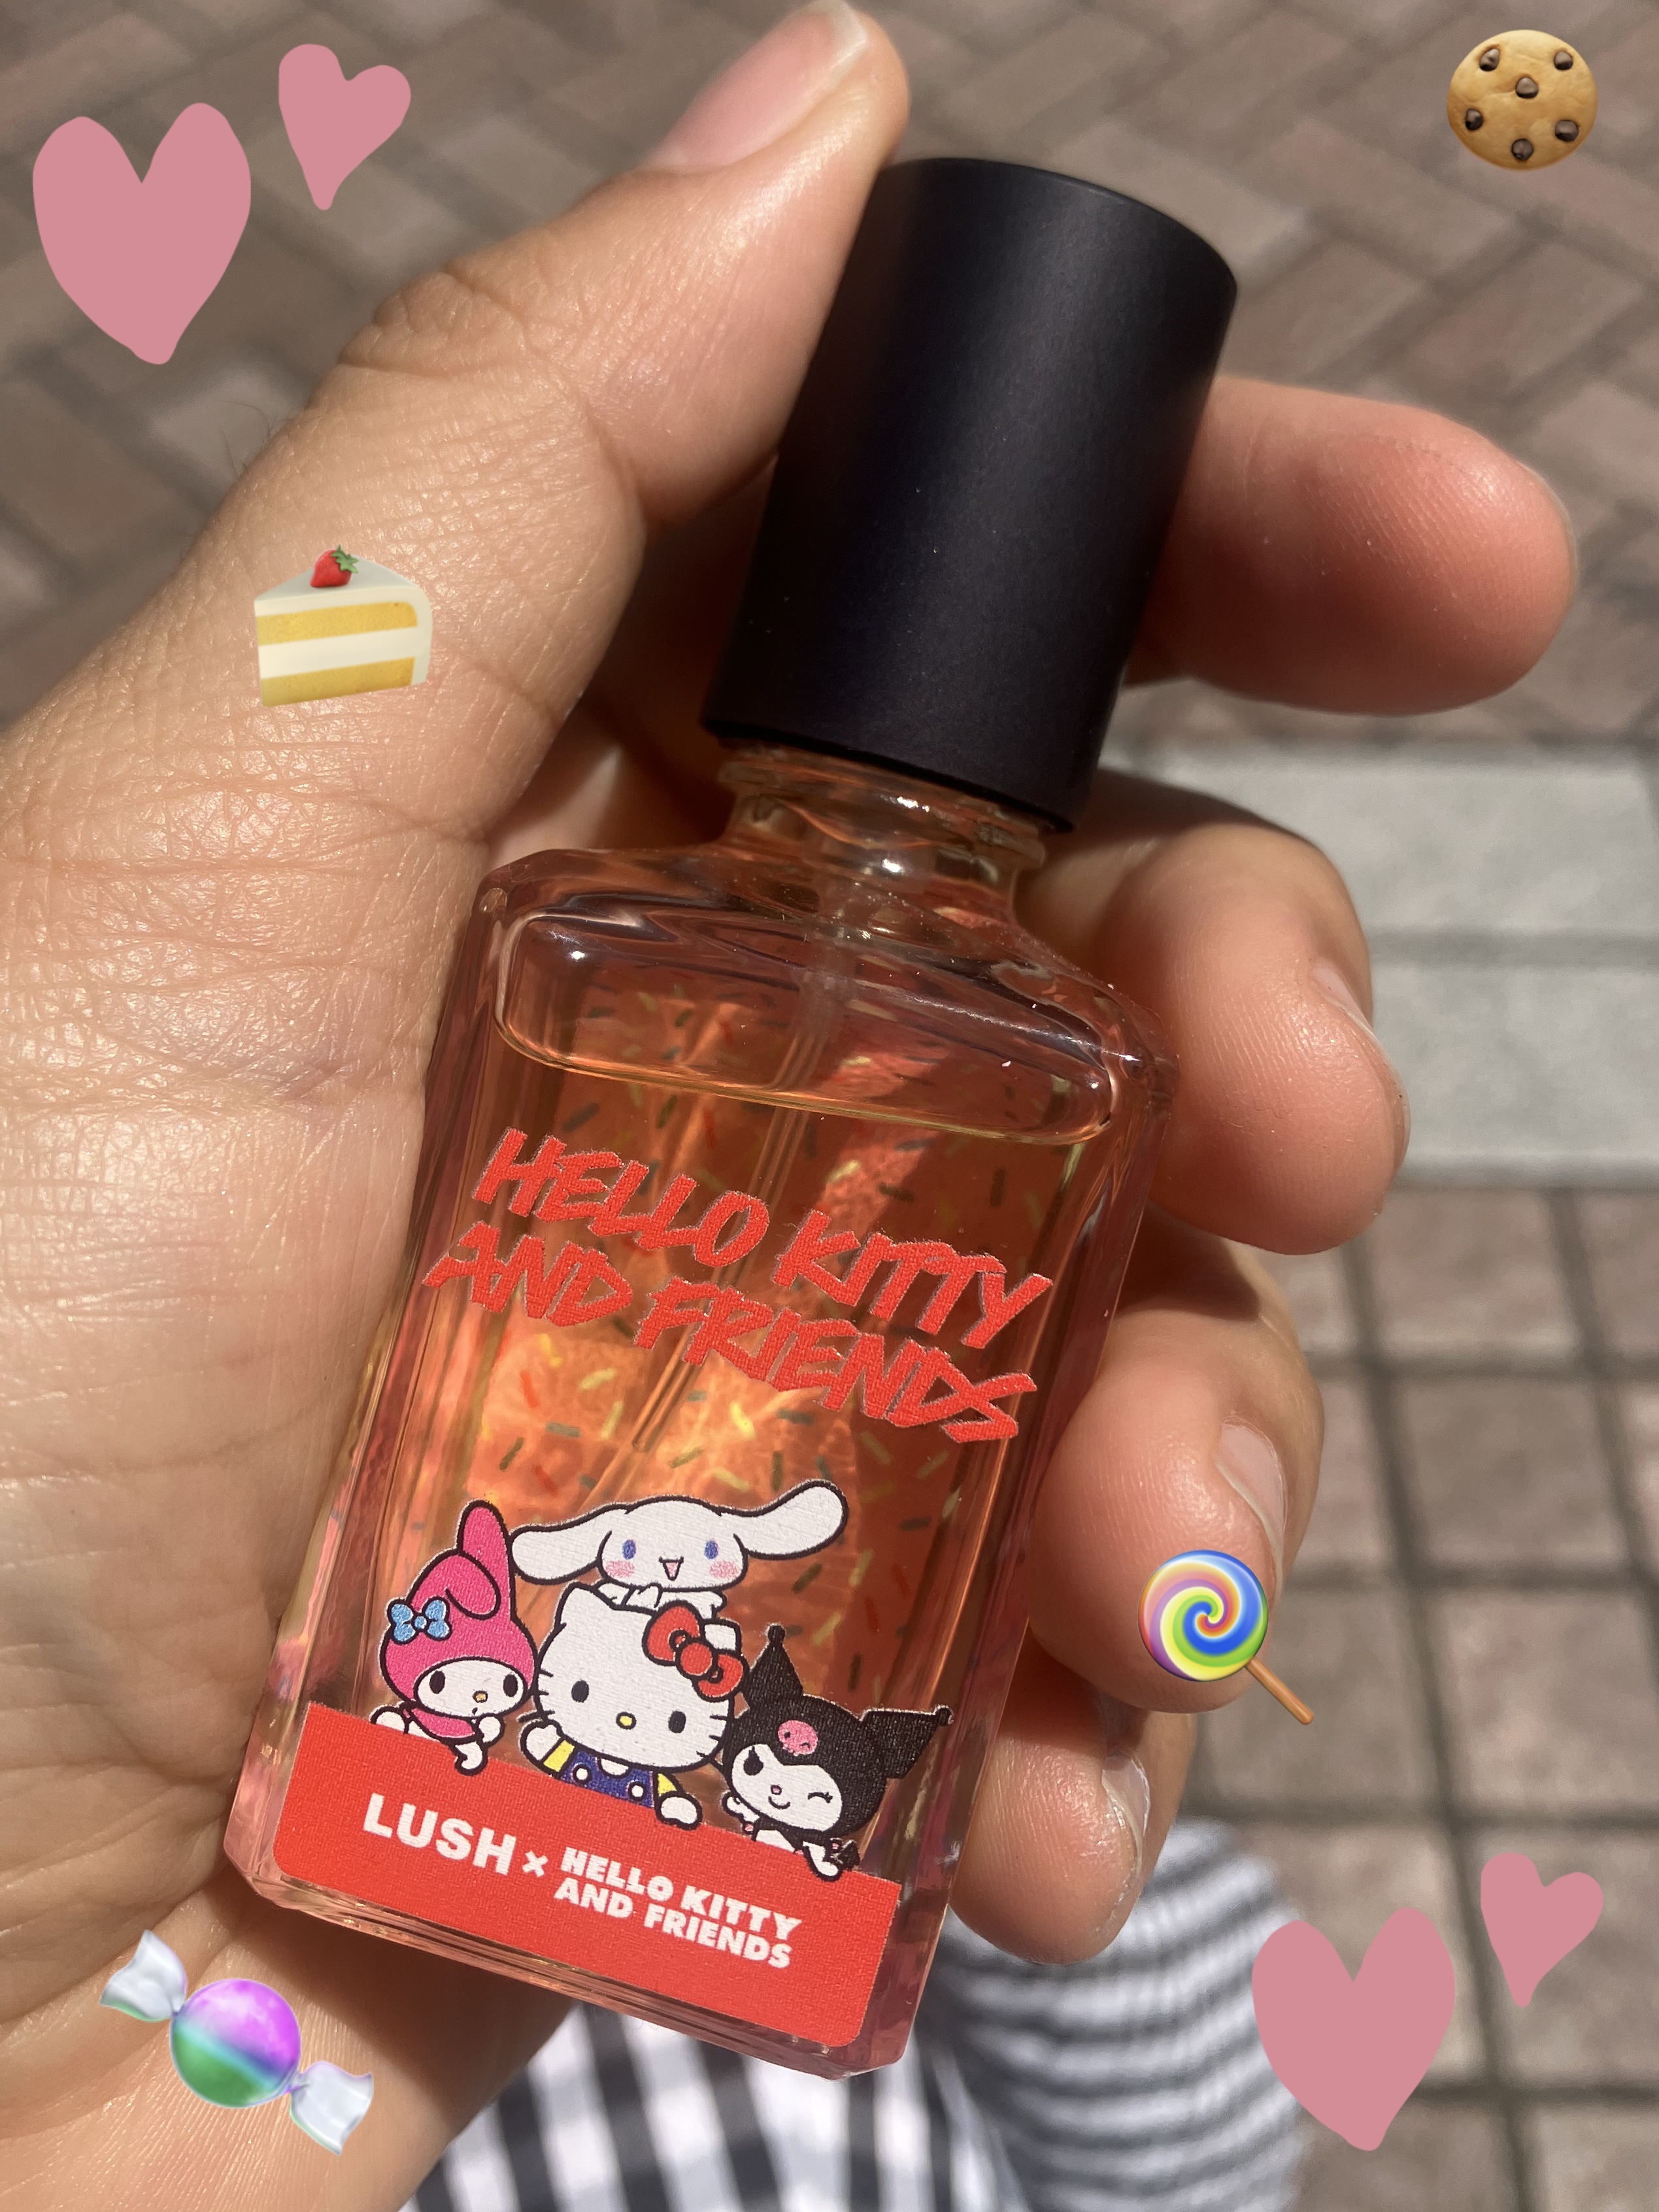 HELLO KITTY
AND FRIENDS
LUSH × HELLO KITTY
AND FRIENDS